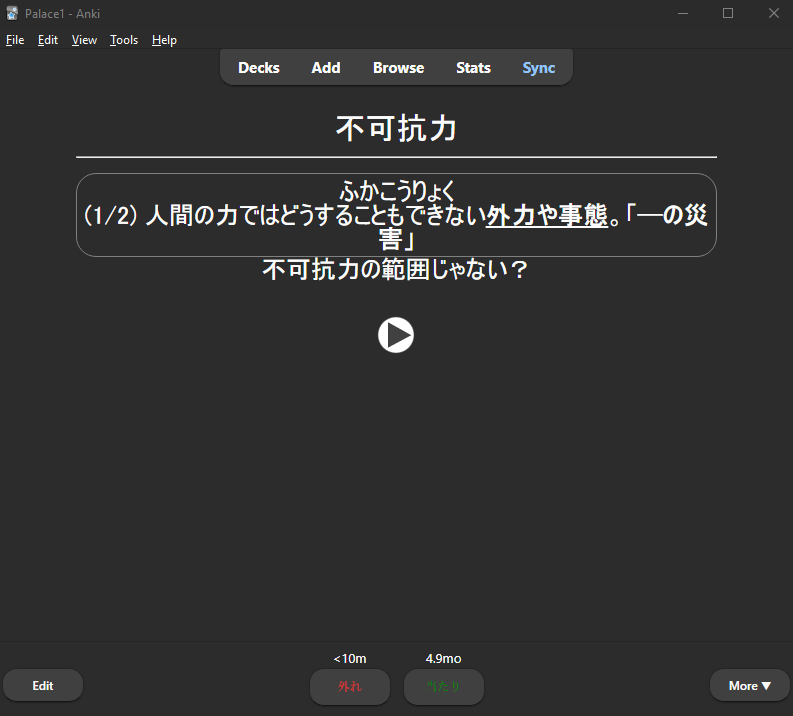 Palace1 - Anki
File Edit View Tools Help
Decks Add Browse Stats Sync
不可抗力
ふかこうりょく
(1/2) 人間の力ではどうすることもできない外力や事態。「―の災
害」
不可抗力の範囲じゃない？
<10m 4.9mo
Edit 外れ 当たり More ▼